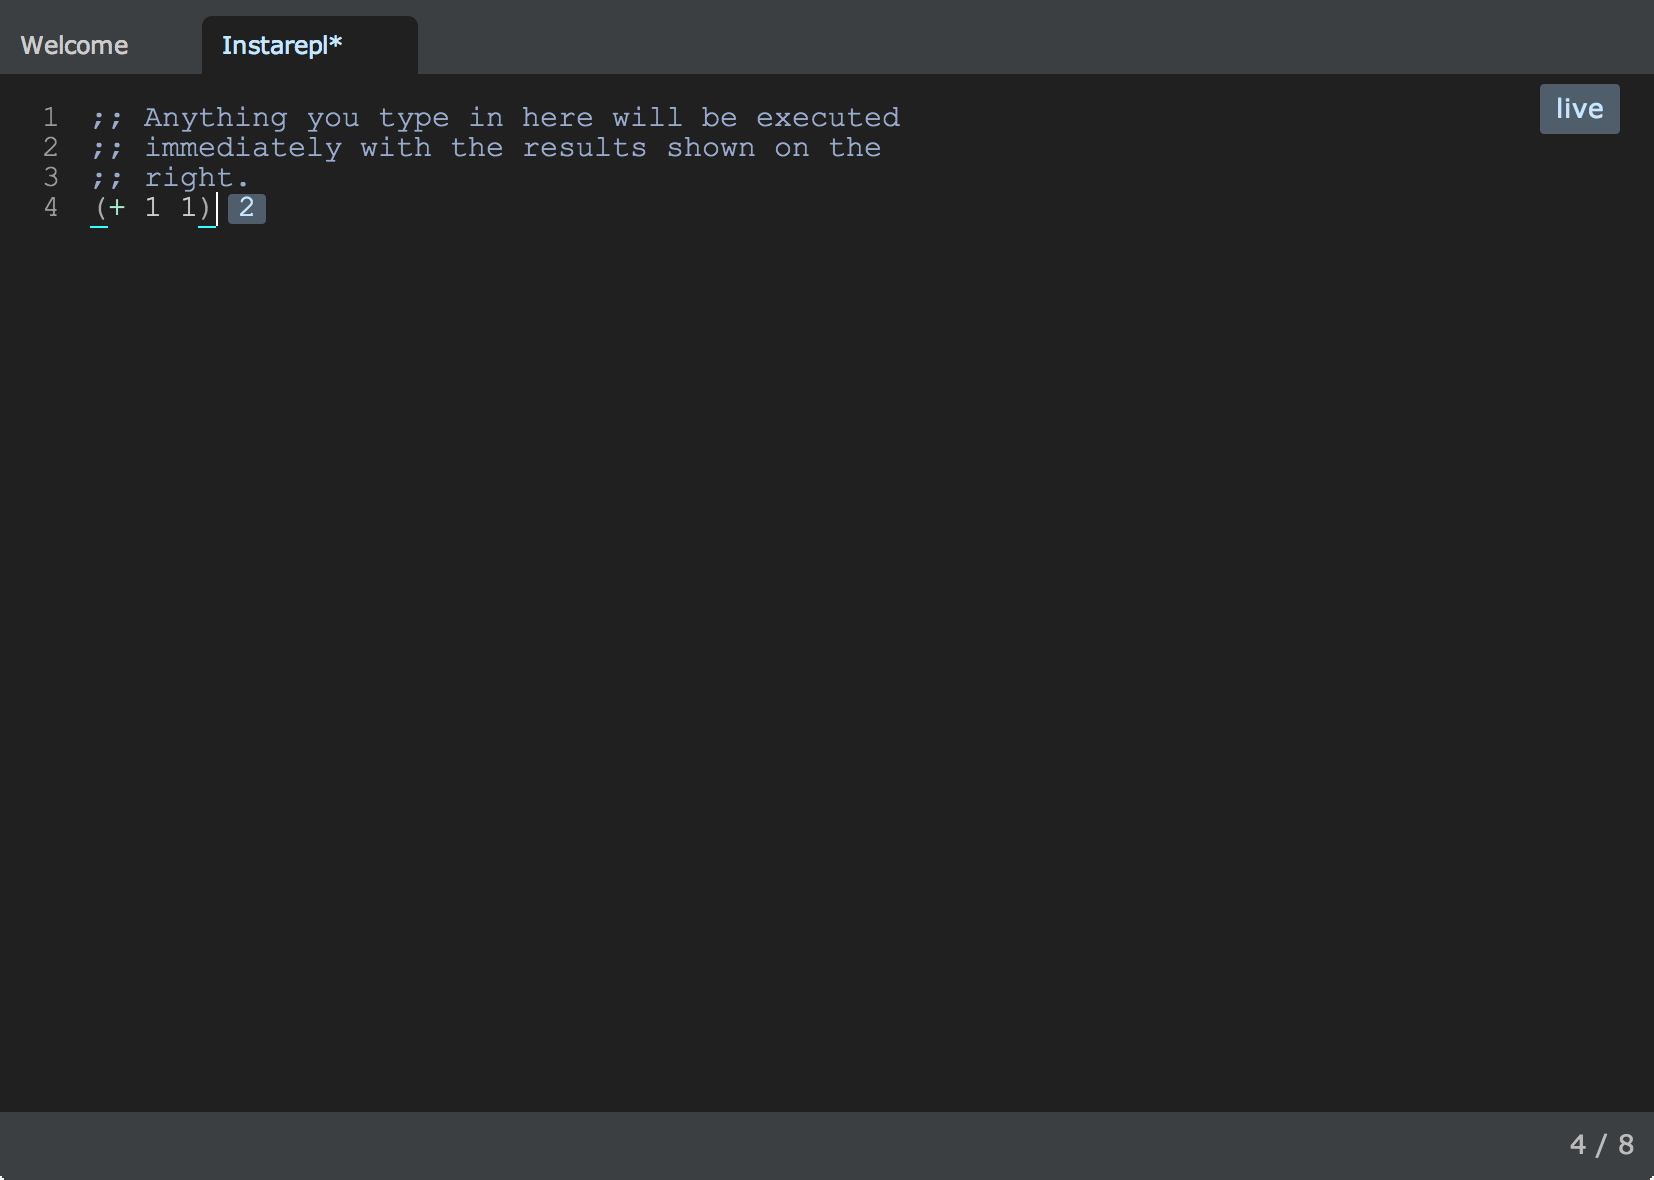 Welcome Instarepl*
live
1 ;; Anything you type in here will be executed
2 ;; immediately with the results shown on the
3 ;; right.
4 (+ 1 1) 2
4 / 8